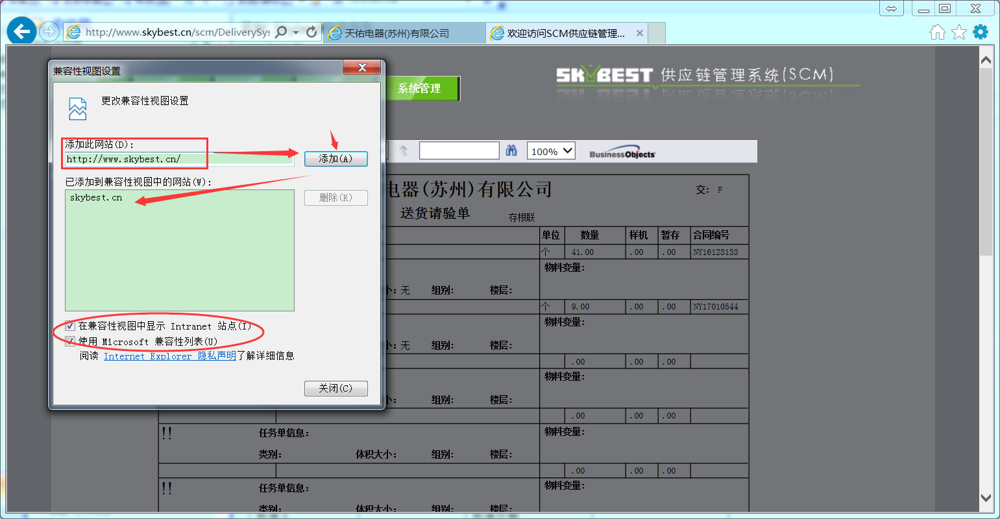 http://www.skybest.cn/scm/DeliverySys
天佑电器(苏州)有限公司
欢迎访问SCM供应链管理...
兼容性视图设置
更改兼容性视图设置
添加此网站(D):
http://www.skybest.cn/
添加(A)
已添加到兼容性视图中的网站(W):
skybest.cn
删除(R)
在兼容性视图中显示 Intranet 站点(I)
使用 Microsoft 兼容性列表(U)
阅读 Internet Explorer 隐私声明了解详细信息
关闭(C)
系统管理
SKYBEST 供应链管理系统(SCM)
100%
BusinessObjects
电器(苏州)有限公司
交: F
送货请验单
存根联
单位 数量 样机 暂存 合同编号
个 41.00 .00 .00 NY16123133
物料变量:
小: 无 组别: 楼层:
个 9.00 .00 .00 NY17010544
物料变量:
小: 无 组别: 楼层:
.00 .00 .00
物料变量:
小: 组别: 楼层:
.00 .00 .00
!! 任务单信息: 物料变量:
类别: 体积大小: 组别: 楼层:
.00 .00 .00
!! 任务单信息: 物料变量:
类别: 体积大小: 组别: 楼层: